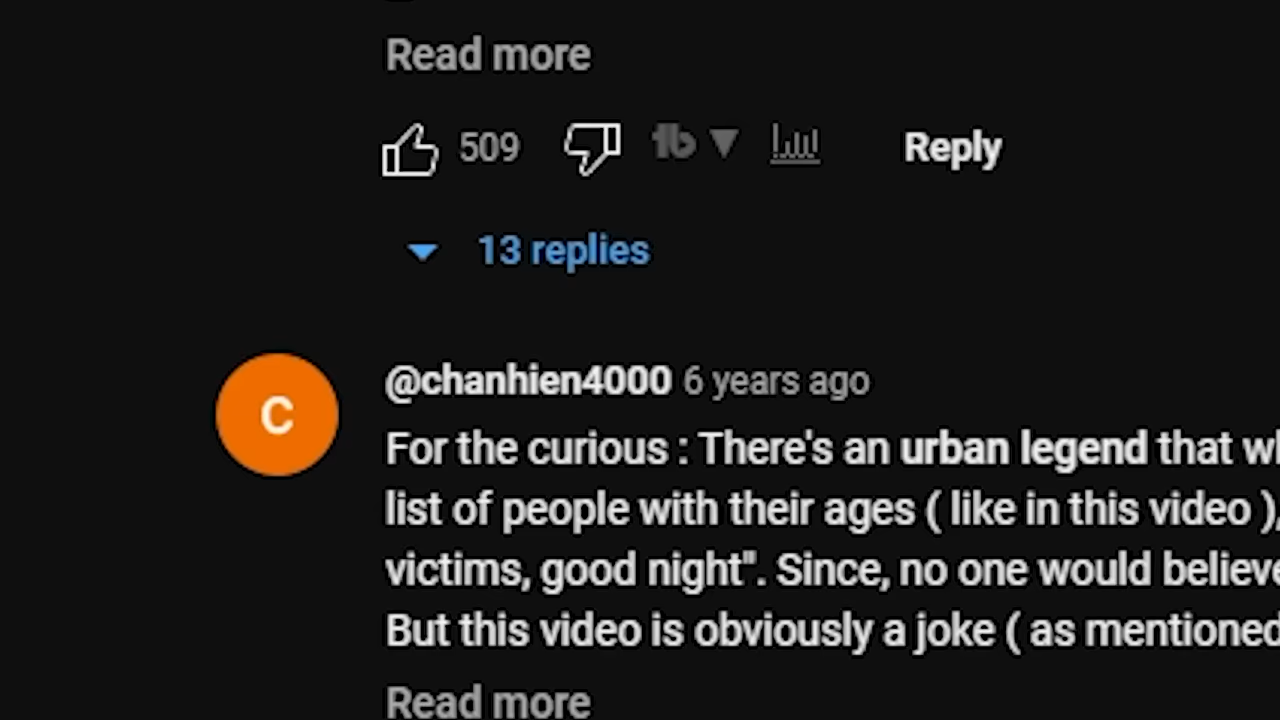 Read more
509 Reply
13 replies
C
@chanhien4000 6 years ago
For the curious : There's an urban legend that
list of people with their ages ( like in this video ),
victims, good night". Since, no one would believe
But this video is obviously a joke ( as mentioned
Read more